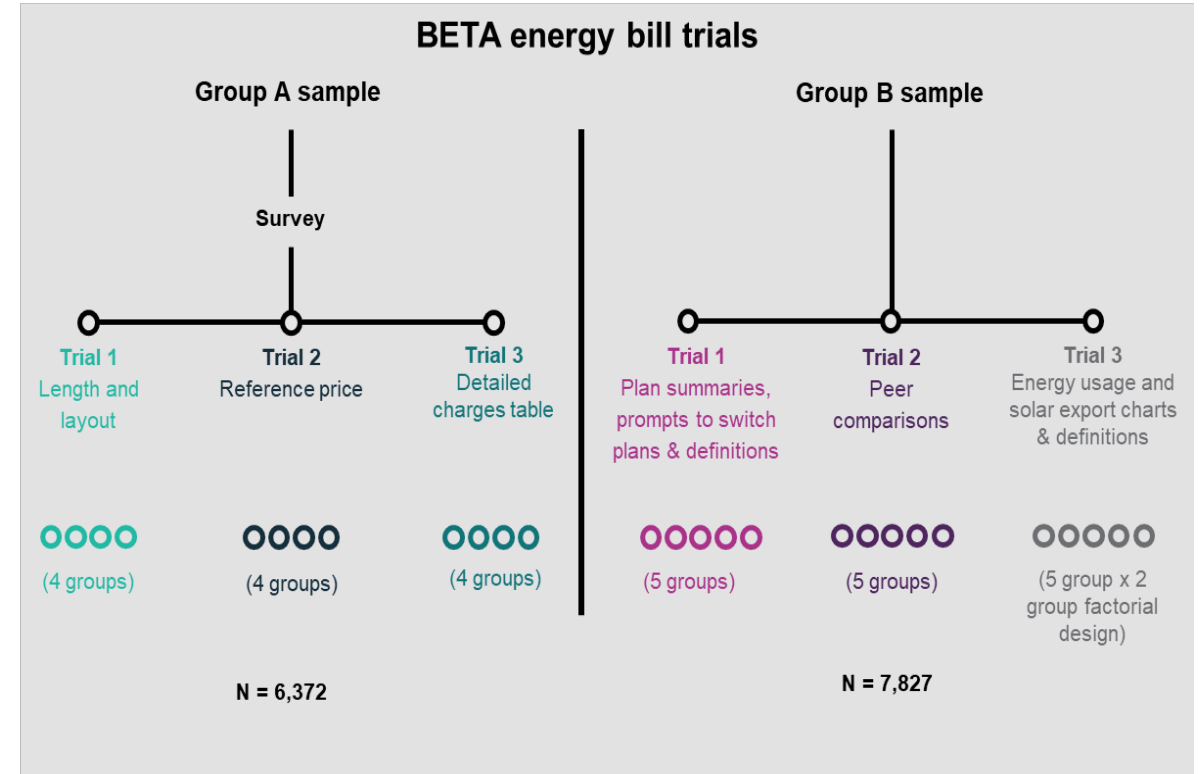 BETA energy bill trials
Group A sample
Survey
Trial 1
Length and
layout
Trial 2
Reference price
Trial 3
Detailed
charges table
(4 groups)
(4 groups)
(4 groups)
N = 6,372
Group B sample
Trial 1
Plan summaries,
prompts to switch
plans & definitions
Trial 2
Peer
comparisons
Trial 3
Energy usage and
solar export charts
& definitions
(5 groups)
(5 groups)
(5 group x 2
group factorial
design)
N = 7,827